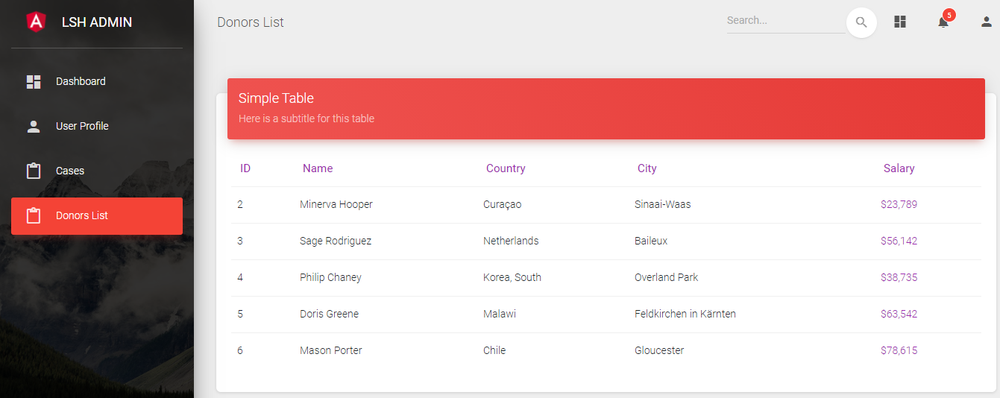 LSH ADMIN
Dashboard
User Profile
Cases
Donors List
Donors List
Search...
5
Simple Table
Here is a subtitle for this table
ID Name Country City Salary
2 Minerva Hooper Curaçao Sinaai-Waas $23,789
3 Sage Rodriguez Netherlands Baileux $56,142
4 Philip Chaney Korea, South Overland Park $38,735
5 Doris Greene Malawi Feldkirchen in Kärnten $63,542
6 Mason Porter Chile Gloucester $78,615